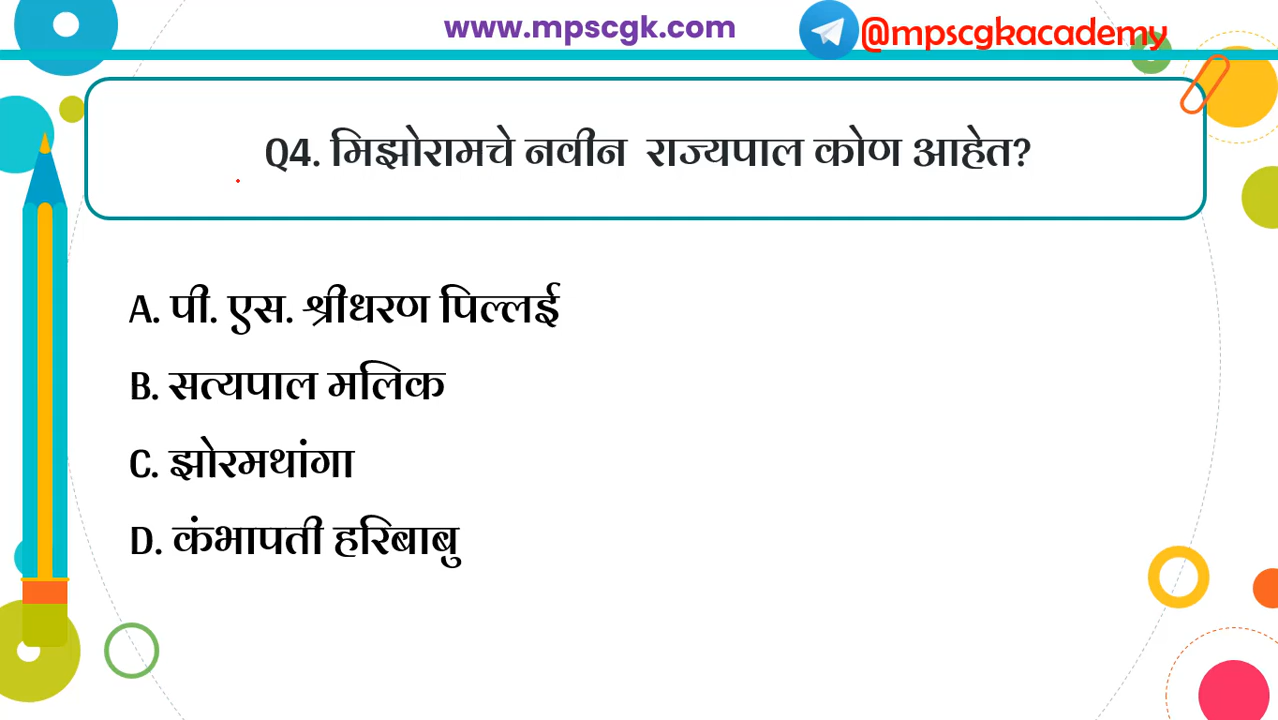 www.mpscgk.com
@mpscgkacademy
Q4. मिझोरामचे नवीन राज्यपाल कोण आहेत?
A. पी. एस. श्रीधरण पिल्लई
B. सत्यपाल मलिक
C. झोरमथांगा
D. कंभापती हरिबाबु